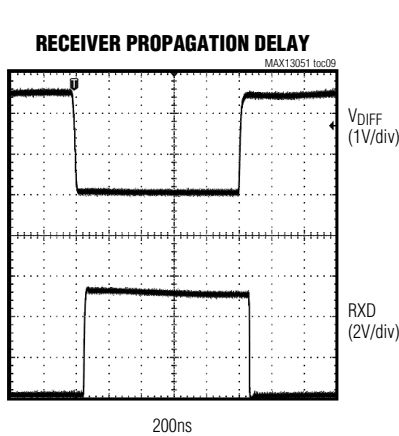 RECEIVER PROPAGATION DELAY
MAX13051 toc09
T
VDIFF
(1V/div)
RXD
(2V/div)
200ns